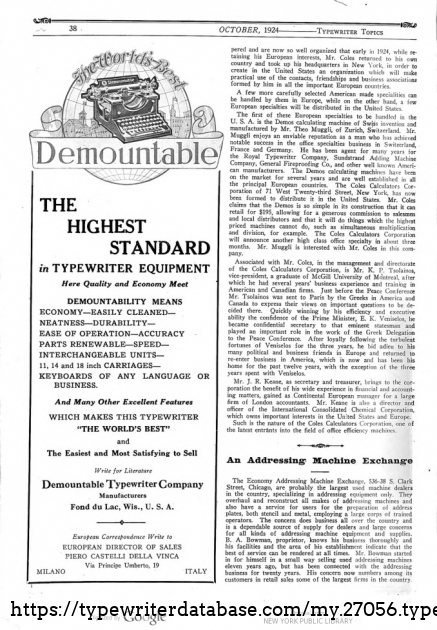 38 OCTOBER, 1924 TYPEWRITER TOPICS
World's Best
Demountable
THE
HIGHEST
STANDARD
in TYPEWRITER EQUIPMENT
Here Quality and Economy Meet
DEMOUNTABILITY MEANS
ECONOMY—EASILY CLEANED—
NEATNESS—DURABILITY—
EASE OF OPERATION—ACCURACY
PARTS RENEWABLE—SPEED—
INTERCHANGEABLE UNITS—
11, 14 and 18 inch CARRIAGES—
KEYBOARDS OF ANY LANGUAGE OR
BUSINESS.
And Many Other Excellent Features
WHICH MAKES THIS TYPEWRITER
"THE WORLD'S BEST"
and
The Easiest and Most Satisfying to Sell
Write for Literature
Demountable Typewriter Company
Manufacturers
Fond du Lac, Wis., U. S. A.
European Correspondence Write to
EUROPEAN DIRECTOR OF SALES
PIERO CASTELLI DELLA VINCA
Via Principe Umberto, 19
MILANO ITALY
pered and are now so well organized that early in 1924, while re-
taining his European interests, Mr. Coles returned to his own
country and took up his headquarters in New York, in order to
create in the United States an organization which will make
practical use of the contacts, friendships and business associations
formed by him in all the important European countries.
A few more carefully selected American made specialties can
be handled by them in Europe, while on the other hand, a few
European specialties will be distributed in the United States.
The first of these European specialties to be handled in the
U. S. A. is the Demos calculating machine of Swiss invention and
manufactured by Mr. Theo Muggli, of Zurich, Switzerland. Mr.
Muggli enjoys an enviable reputation as a man who has achieved
notable success in the office specialties business in Switzerland,
France and Germany. He has been agent for many years for
the Royal Typewriter Company, Sundstrand Adding Machine
Company, General Fireproofing Co., and other well known Ameri-
can manufacturers. The Demos calculating machines have been
on the market for several years and are well established in all
the principal European countries. The Coles Calculators Cor-
poration of 71 West Twenty-third Street, New York, has now
been formed to distribute it in the United States. Mr. Coles
claims that the Demos is so simple in its construction that it can
retail for $195, allowing for a generous commission to salesmen
and local distributors and that it will do things which the highest
priced machines cannot do, such as simultaneous multiplication
and division, for example. The Coles Calculators Corporation
will announce another high class office specialty in about three
months. Mr. Muggli is interested with Mr. Coles in this com-
pany.
Associated with Mr. Coles, in the management and directorate
of the Coles Calculators Corporation, is Mr. K. P. Tsolainos,
vice-president, a graduate of McGill University of Montreal, after
which he had several years' business experience and training in
American and Canadian firms. Just before the Peace Conference
Mr. Tsolainos was sent to Paris by the Greeks in America and
Canada to express their views on important questions to be de-
cided there. Quickly winning by his efficiency and executive
ability the confidence of the Prime Minister, E. K. Veniselos, he
became confidential secretary to that eminent statesman and
played an important role in the work of the Greek Delegation
to the Peace Conference. After loyally following the turbulent
fortunes of Veniselos for the three years, he bid adieu to his
many political and business friends in Europe and returned to
re-enter business in America, which is now and has been his
home for the past twelve years, with the exception of the three
years spent with Veniselos.
Mr. J. R. Keane, as secretary and treasurer, brings to the cor-
poration the benefit of his wide experience in financial and account-
ing matters, gained as Continental European manager for a large
firm of London accountants. Mr. Keane is also a director and
officer of the International Consolidated Chemical Corporation,
which owns important interests in the United States and Europe.
Such is the nature of the Coles Calculators Corporation, one of
the latest entrants into the field of office efficiency machines.
An Addressing Machine Exchange
The Economy Addressing Machine Exchange, 536-38 S. Clark
Street, Chicago, are probably the largest used machine dealers
in the country, specializing in addressing equipment only. They
overhaul and reconstruct all makes of addressing machines and
also have a service for users for the preparation of address
plates, both stencil and metal, employing a large corps of trained
operators. The concern does business all over the country and
is a dependable source of supply for dealers and large concerns
for all kinds of addressing machine equipment and supplies.
B. A. Bowman, proprietor, knows his business thoroughly and
his facilities and the area of his establishment indicate that the
best of service can be rendered at all times. Mr. Bowman started
in for himself in a small way selling used addressing machines
eleven years ago, but has been connected with the addressing
business for twenty years. His concern now numbers among its
customers in retail sales some of the largest firms in the country.
https://typewriterdatabase.com/my.27056.type
Google
NEW YORK PUBLIC LIBRARY